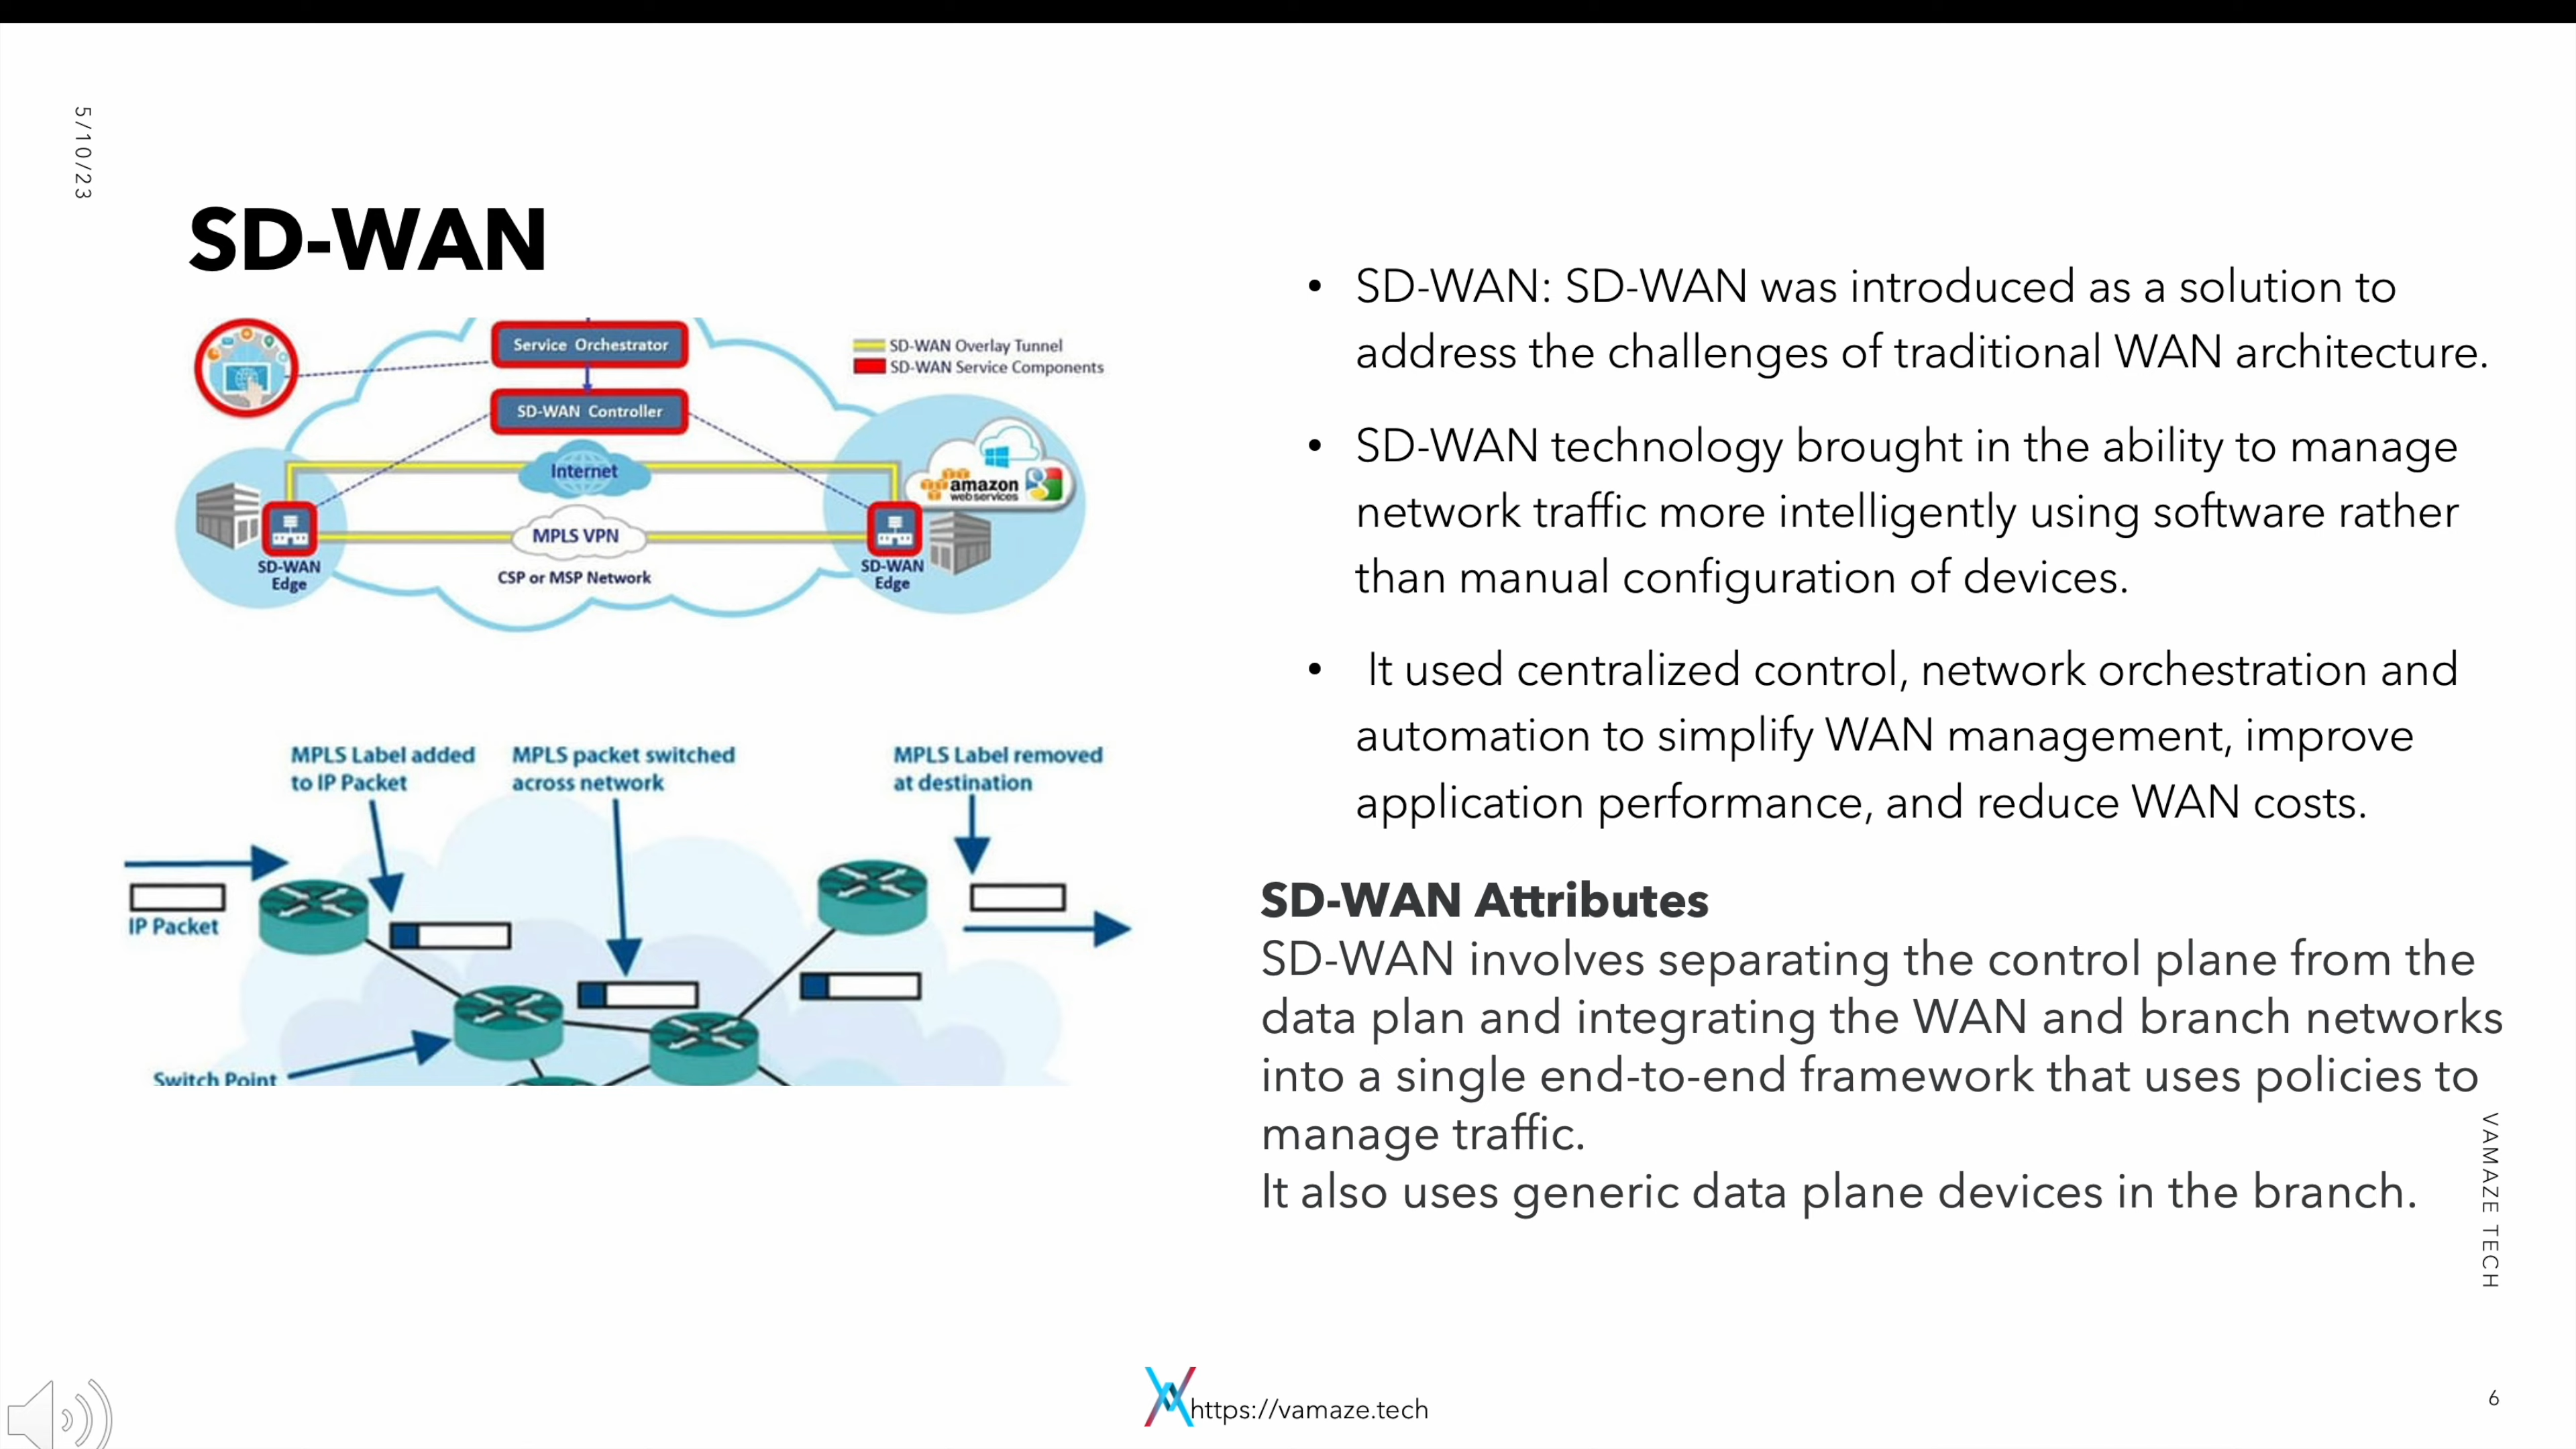 5/10/23
SD-WAN
Service Orchestrator
SD-WAN Controller
SD-WAN Overlay Tunnel
SD-WAN Service Components
Internet
amazon
webservices
MPLS VPN
SD-WAN
Edge
CSP or MSP Network
SD-WAN
Edge
MPLS Label added
to IP Packet
MPLS packet switched
across network
MPLS Label removed
at destination
IP Packet
Switch Point
• SD-WAN: SD-WAN was introduced as a solution to
address the challenges of traditional WAN architecture.
• SD-WAN technology brought in the ability to manage
network traffic more intelligently using software rather
than manual configuration of devices.
• It used centralized control, network orchestration and
automation to simplify WAN management, improve
application performance, and reduce WAN costs.
SD-WAN Attributes
SD-WAN involves separating the control plane from the
data plan and integrating the WAN and branch networks
into a single end-to-end framework that uses policies to
manage traffic.
It also uses generic data plane devices in the branch.
VAMAZE TECH
https://vamaze.tech
6